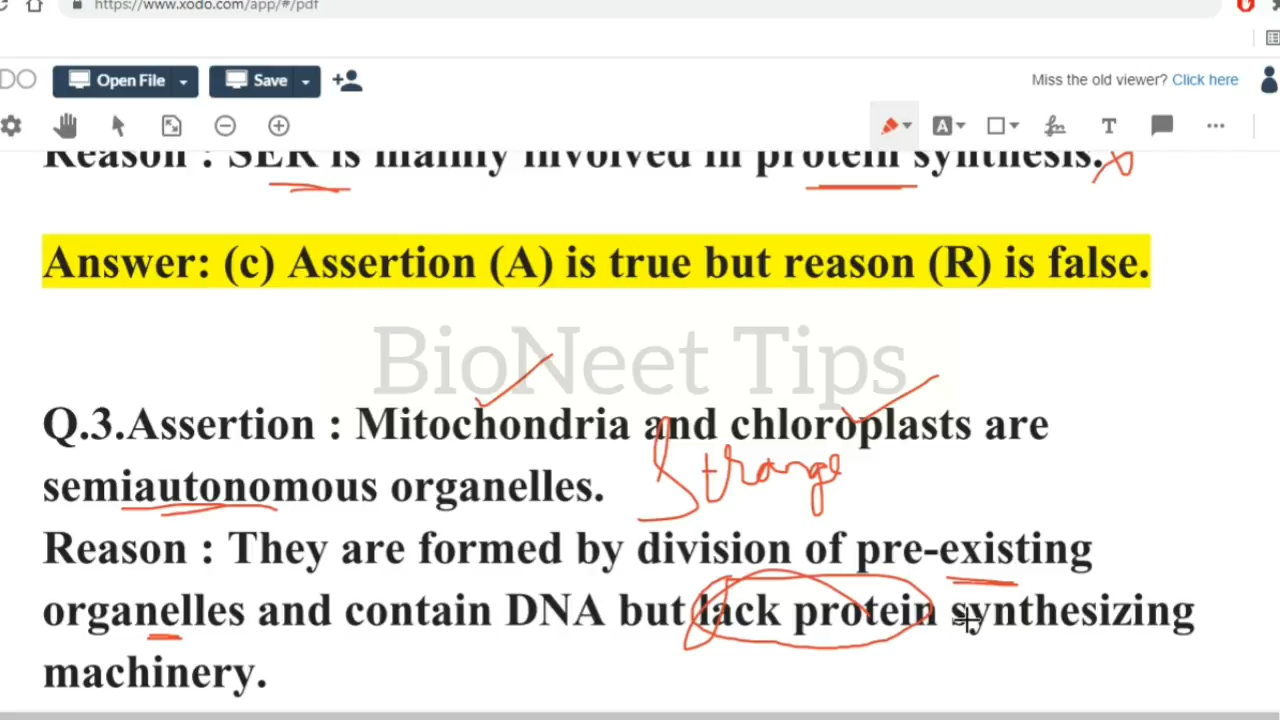 https://www.xodo.com/app/#/pdf
DO Open File Save Miss the old viewer? Click here
Reason : SER is mainly involved in protein synthesis.
Answer: (c) Assertion (A) is true but reason (R) is false.
BioNeet Tips
Q.3.Assertion : Mitochondria and chloroplasts are
Strange
semiautonomous organelles.
Reason : They are formed by division of pre-existing
organelles and contain DNA but lack protein synthesizing
machinery.